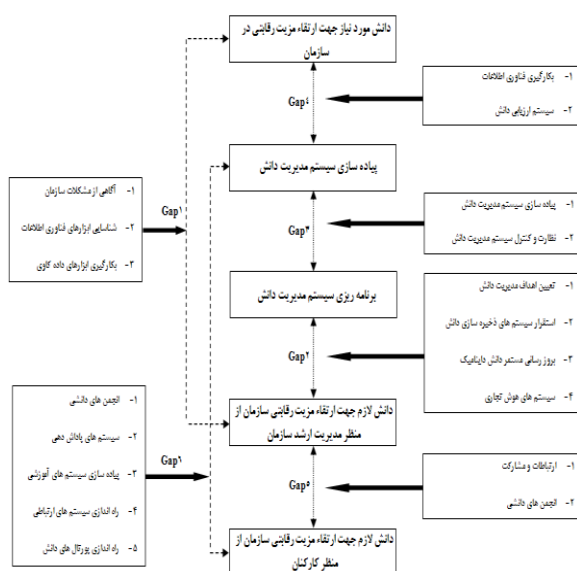 دانش مورد نیاز جهت ارتقاء مزیت رقابتی در
سازمان
۱- بکارگیری فناوری اطلاعات
۲- سیستم ارزیابی دانش
Gap۴
پیاده سازی سیستم مدیریت دانش
Gap۱
۱- آگاهی از مشکلات سازمان
۲- شناسایی ابزارهای فناوری اطلاعات
۳- بکارگیری ابزارهای داده کاوی
Gap۳
۱- پیاده سازی سیستم مدیریت دانش
۲- نظارت و کنترل سیستم مدیریت دانش
برنامه ریزی سیستم مدیریت دانش
Gap۲
۱- تعیین اهداف مدیریت دانش
۲- استقرار سیستم های ذخیره سازی دانش
۳- بروز رسانی مستمر دانش داینامیک
۴- سیستم های هوش تجاری
دانش لازم جهت ارتقاء مزیت رقابتی سازمان از
منظر مدیریت ارشد سازمان
Gap۶
۱- انجمن های دانشی
۲- سیستم های پاداش دهی
۳- پیاده سازی سیستم های آموزشی
۴- راه اندازی سیستم های ارتباطی
۵- راه اندازی پورتال های دانش
Gap۵
۱- ارتباطات و مشارکت
۲- انجمن های دانشی
دانش لازم جهت ارتقاء مزیت رقابتی سازمان از
منظر کارکنان